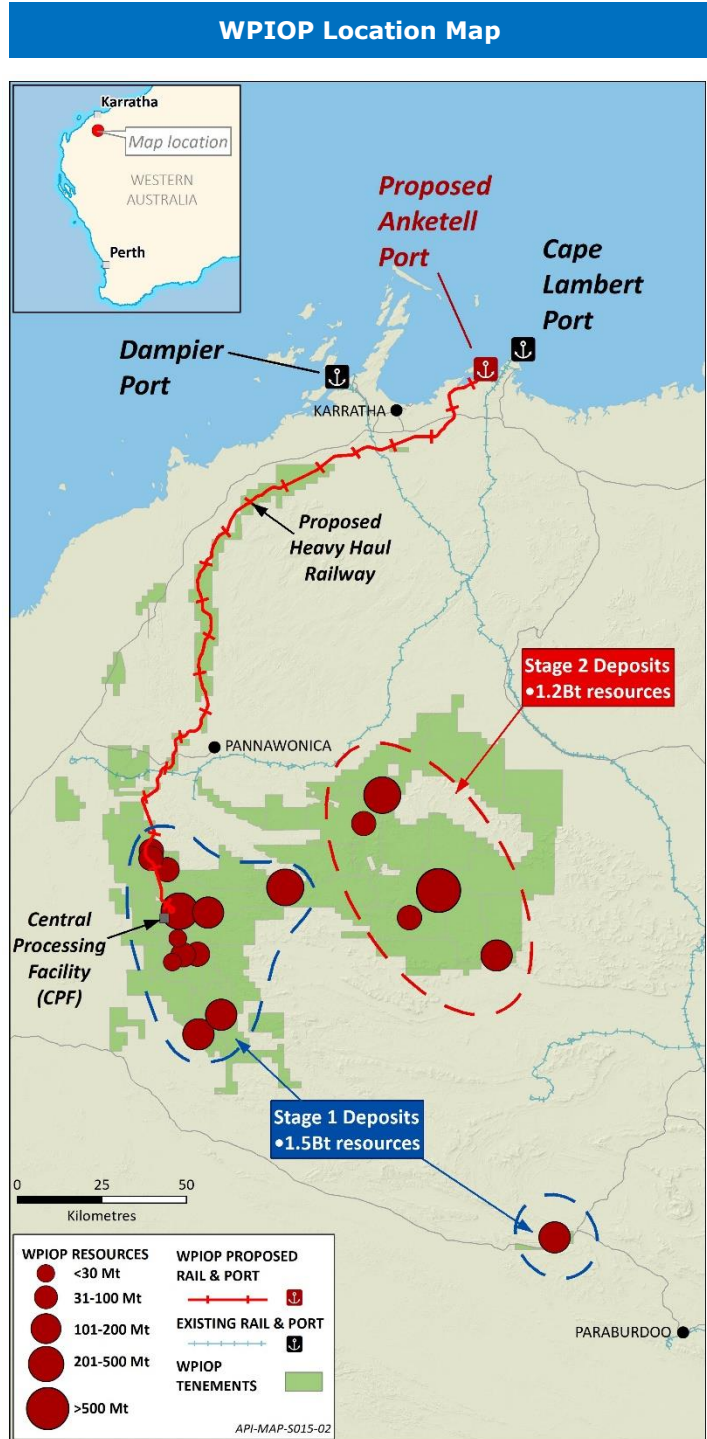 WPIOP Location Map
Karratha
Map location
WESTERN
AUSTRALIA
Perth
Proposed
Anketell
Port
Cape
Lambert
Port
Dampier
Port
KARRATHA
Proposed
Heavy Haul
Railway
Stage 2 Deposits
•1.2Bt resources
PANNAWONICA
Central
Processing
Facility
(CPF)
Stage 1 Deposits
•1.5Bt resources
0 25 50
Kilometres
WPIOP RESOURCES
<30 Mt
31-100 Mt
101-200 Mt
201-500 Mt
>500 Mt
WPIOP PROPOSED
RAIL & PORT
EXISTING RAIL & PORT
WPIOP
TENEMENTS
API-MAP-S015-02
PARABURDOO